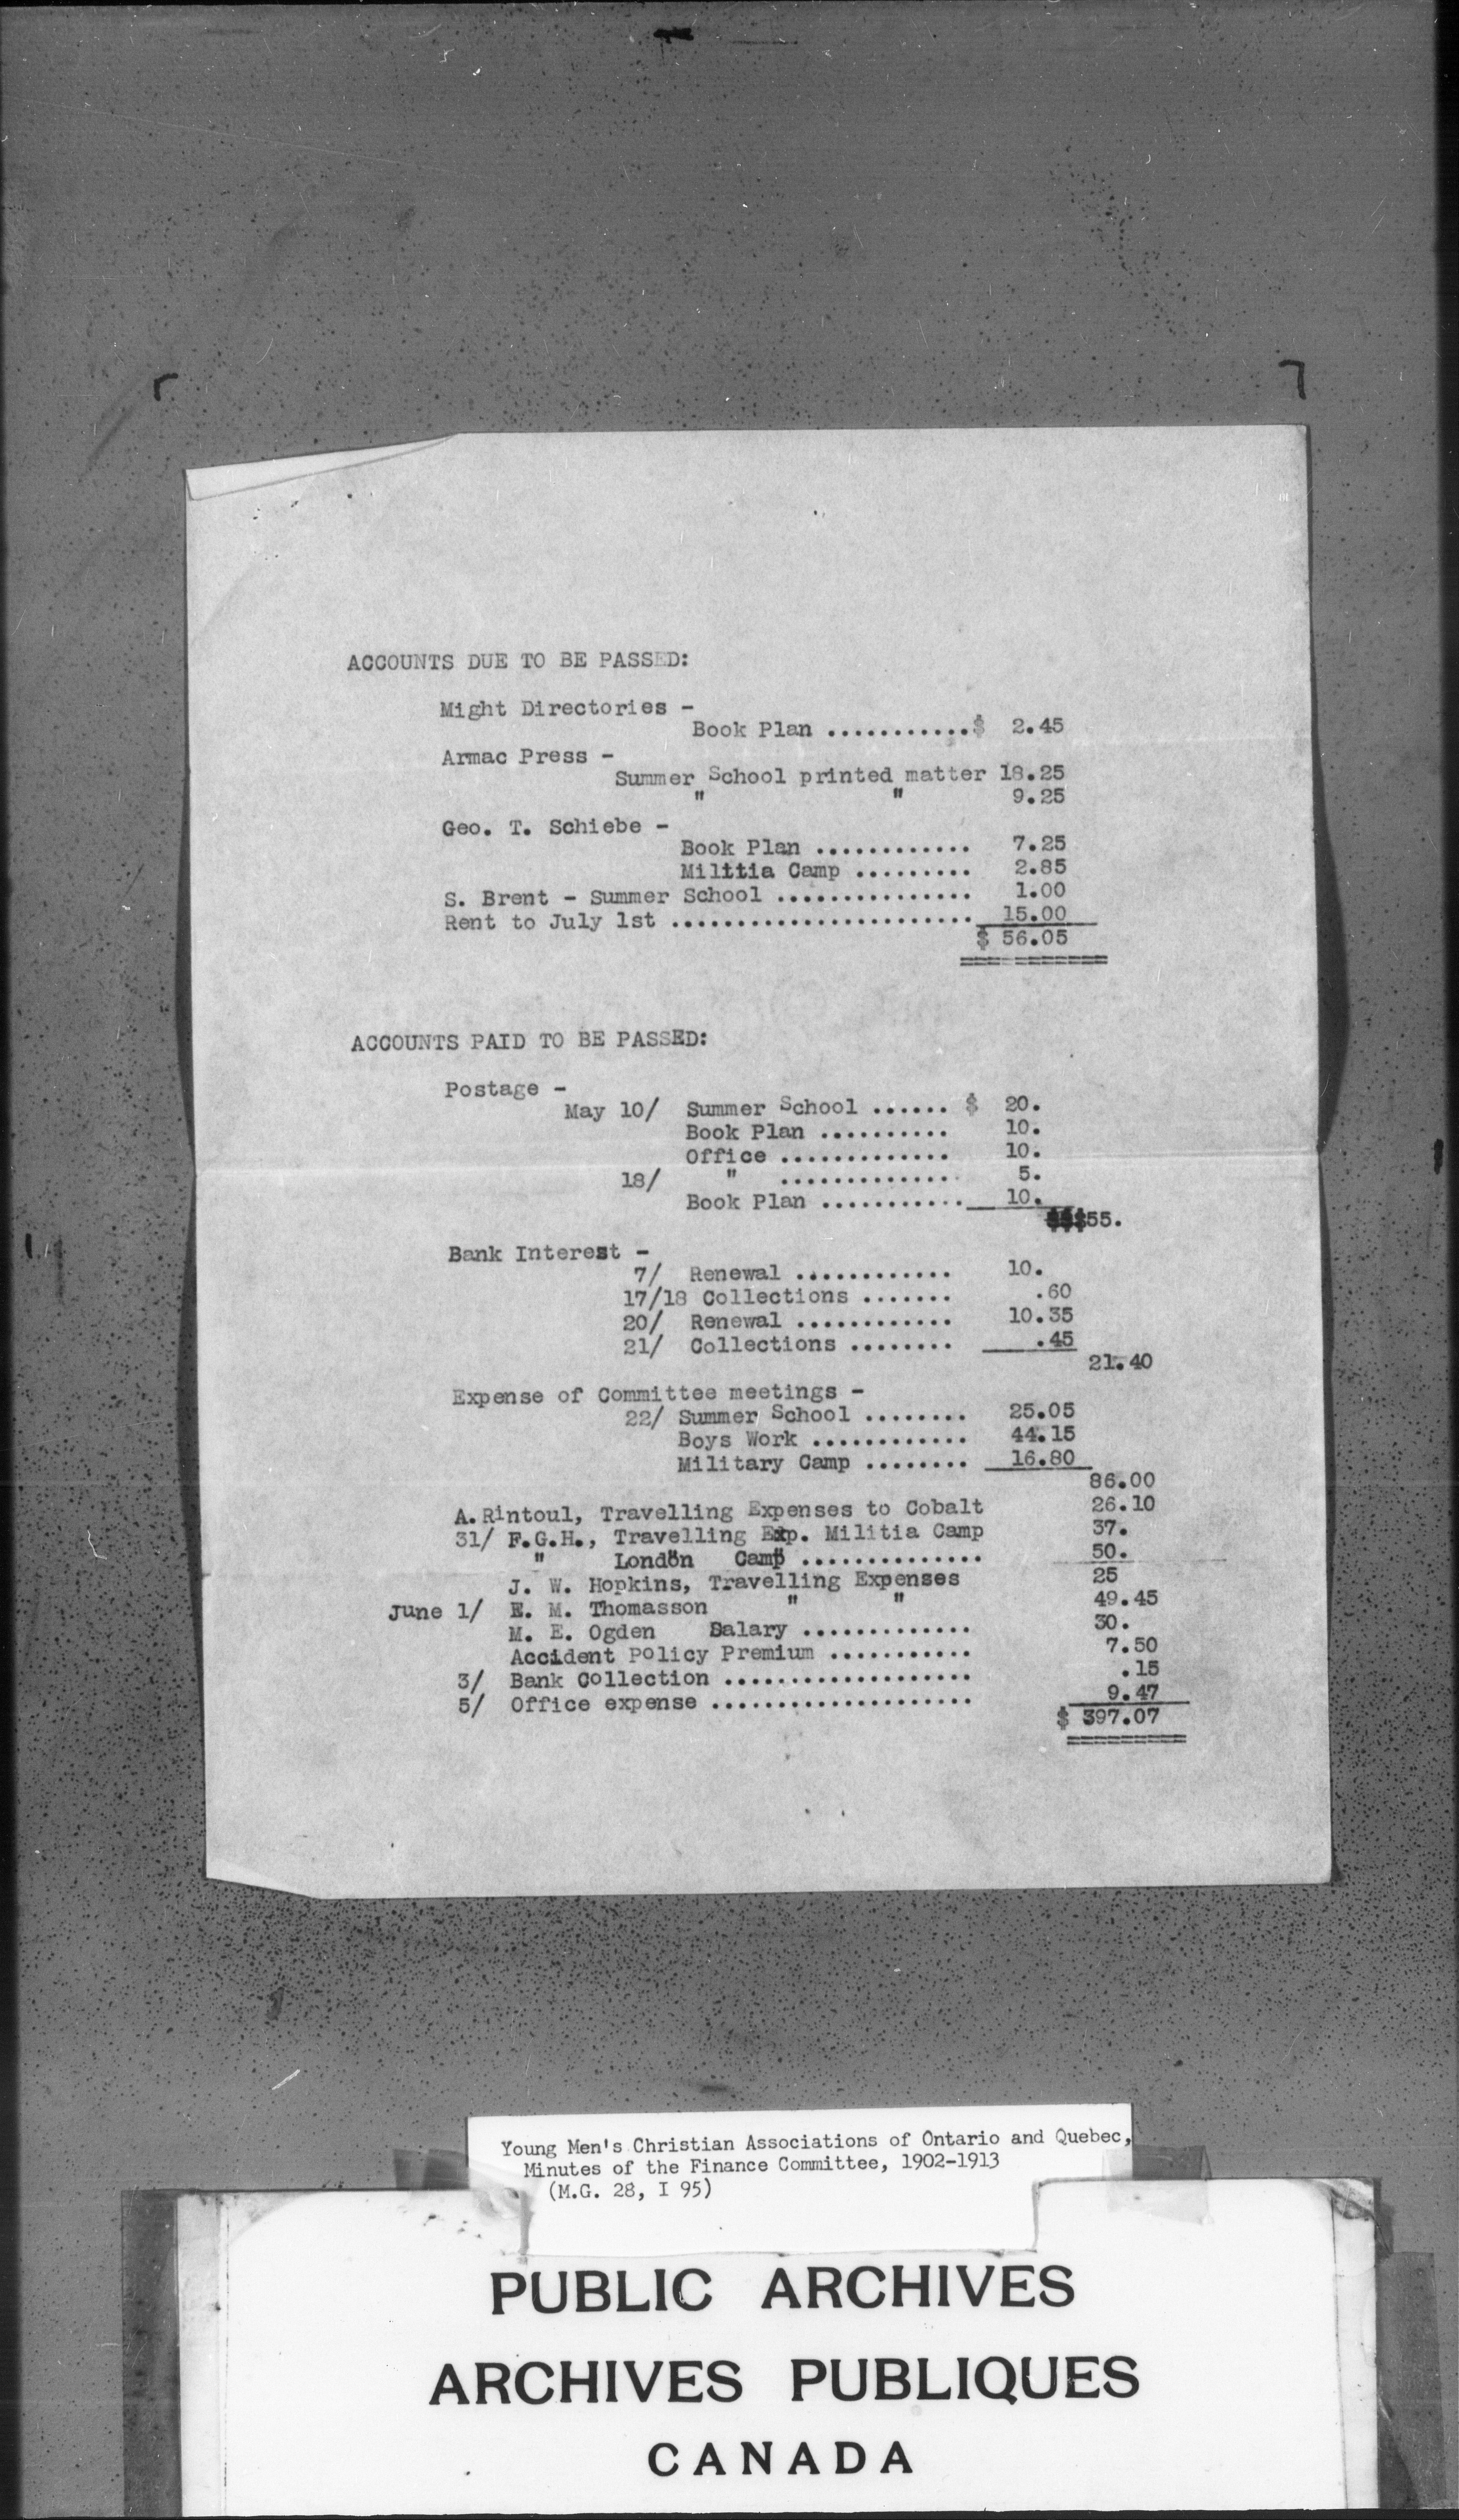 ACCOUNTS DUE TO BE PASSED:
Might Directories -
Book Plan ...........$ 2.45
Armac Press -
Summer School printed matter 18.25
" " 9.25
Geo. T. Schiebe -
Book Plan ............ 7.25
Milttia Camp ......... 2.85
S. Brent - Summer School ............... 1.00
Rent to July 1st ....................... 15.00
$ 56.05
ACCOUNTS PAID TO BE PASSED:
Postage -
May 10/ Summer School ...... $ 20.
Book Plan .......... 10.
Office ............. 10.
18/ " .............. 5.
Book Plan ........... 10.
$55.
Bank Interest -
7/ Renewal ............ 10.
17/18 Collections ....... .60
20/ Renewal ............ 10.35
21/ Collections ........ .45
21.40
Expense of Committee meetings -
22/ Summer School ........ 25.05
Boys Work ............ 44.15
Military Camp ........ 16.80
86.00
A. Rintoul, Travelling Expenses to Cobalt 26.10
31/ F.G.H., Travelling Exp. Militia Camp 37.
" London Camp .............. 50.
J. W. Hopkins, Travelling Expenses 25
June 1/ E. M. Thomasson " " 49.45
M. E. Ogden Salary ............. 30.
Accident Policy Premium ........... 7.50
3/ Bank Collection ................... .15
5/ Office expense .................... 9.47
$ 397.07
Young Men's Christian Associations of Ontario and Quebec,
Minutes of the Finance Committee, 1902-1913
(M.G. 28, I 95)
PUBLIC ARCHIVES
ARCHIVES PUBLIQUES
CANADA